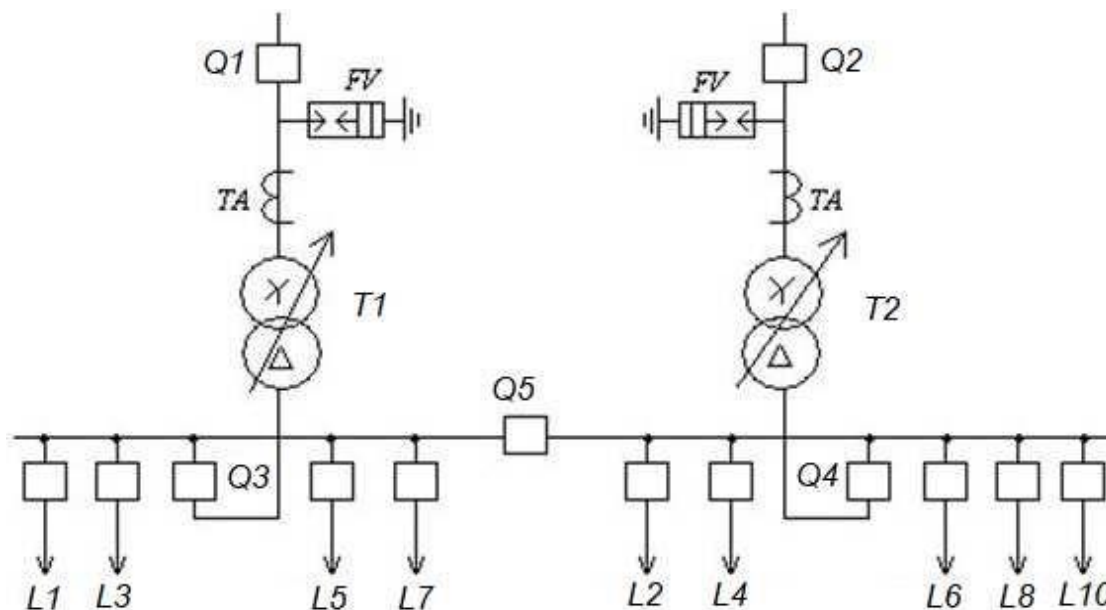 Q1
FV
FV
Q2
TA
TA
Y
T1
Y
T2
Δ
Δ
Q5
Q3
Q4
L1 L3 L5 L7 L2 L4 L6 L8 L10